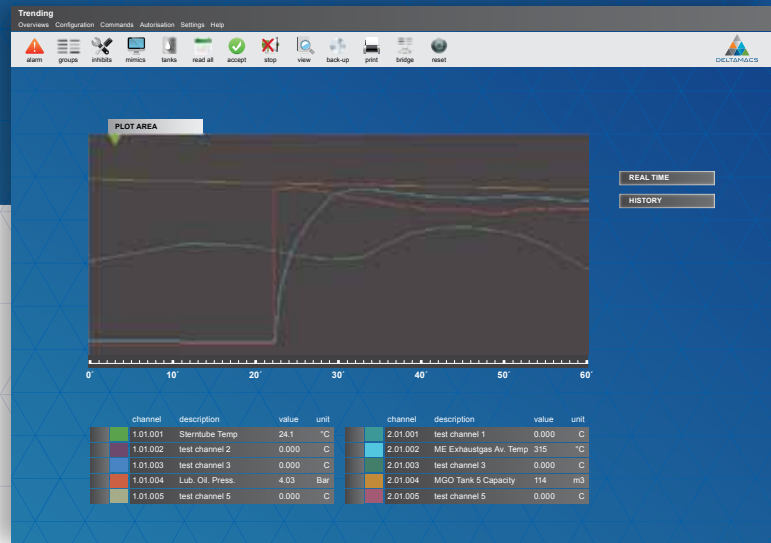 Trending
Overviews Configuration Commands Autorisation Settings Help
alarm groups inhibits mimics tanks read all accept stop view back-up print bridge reset
DELTAMACS
PLOT AREA
REAL TIME
HISTORY
0´ 10´ 20´ 30´ 40´ 50´ 60´
channel description value unit channel description value unit
1.01.001 Sterntube Temp 24.1 °C 2.01.001 test channel 1 0.000 C
1.01.002 test channel 2 0.000 C 2.01.002 ME Exhaustgas Av. Temp 315 °C
1.01.003 test channel 3 0.000 C 2.01.003 test channel 3 0.000 C
1.01.004 Lub. Oil. Press. 4.03 Bar 2.01.004 MGO Tank 5 Capacity 114 m3
1.01.005 test channel 5 0.000 C 2.01.005 test channel 5 0.000 C